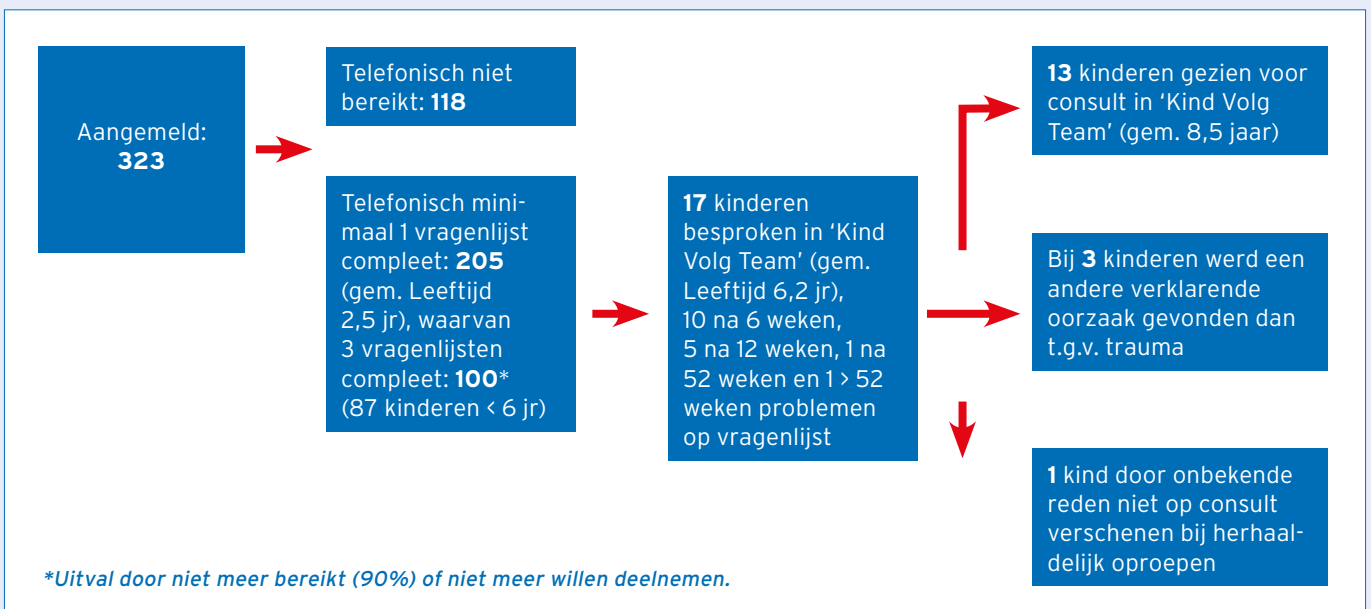 Aangemeld:
323
Telefonisch niet
bereikt: 118
Telefonisch mini-
maal 1 vragenlijst
compleet: 205
(gem. Leeftijd
2,5 jr), waarvan
3 vragenlijsten
compleet: 100*
(87 kinderen < 6 jr)
17 kinderen
besproken in ‘Kind
Volg Team’ (gem.
Leeftijd 6,2 jr),
10 na 6 weken,
5 na 12 weken, 1 na
52 weken en 1 > 52
weken problemen
op vragenlijst
13 kinderen gezien voor
consult in ‘Kind Volg
Team’ (gem. 8,5 jaar)
Bij 3 kinderen werd een
andere verklarende
oorzaak gevonden dan
t.g.v. trauma
1 kind door onbekende
reden niet op consult
verschenen bij herhaal-
delijk oproepen
*Uitval door niet meer bereikt (90%) of niet meer willen deelnemen.